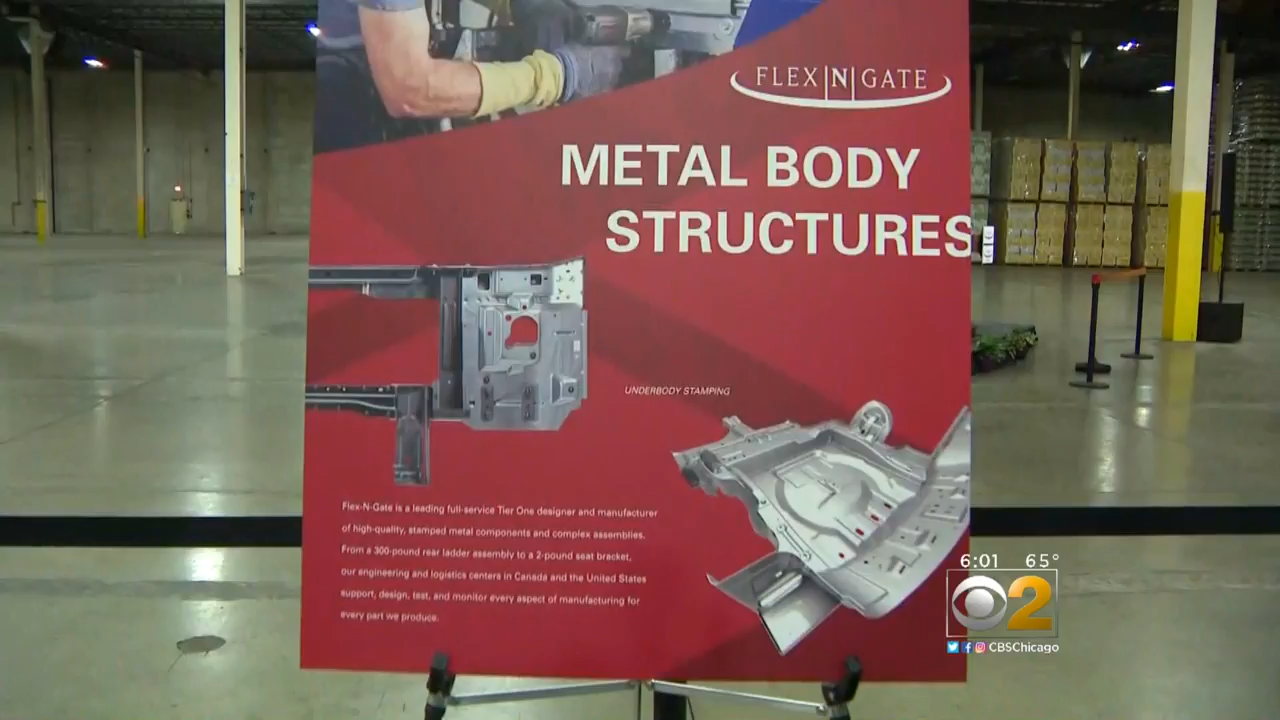 FLEX|N|GATE
METAL BODY
STRUCTURES
UNDERBODY STAMPING
Flex-N-Gate is a leading full-service Tier One designer and manufacturer
of high-quality, stamped metal components and complex assemblies.
From a 300-pound rear ladder assembly to a 2-pound seat bracket,
our engineering and logistics centers in Canada and the United States
support, design, test, and monitor every aspect of manufacturing for
every part we produce.
6:01 65°
2
CBSChicago